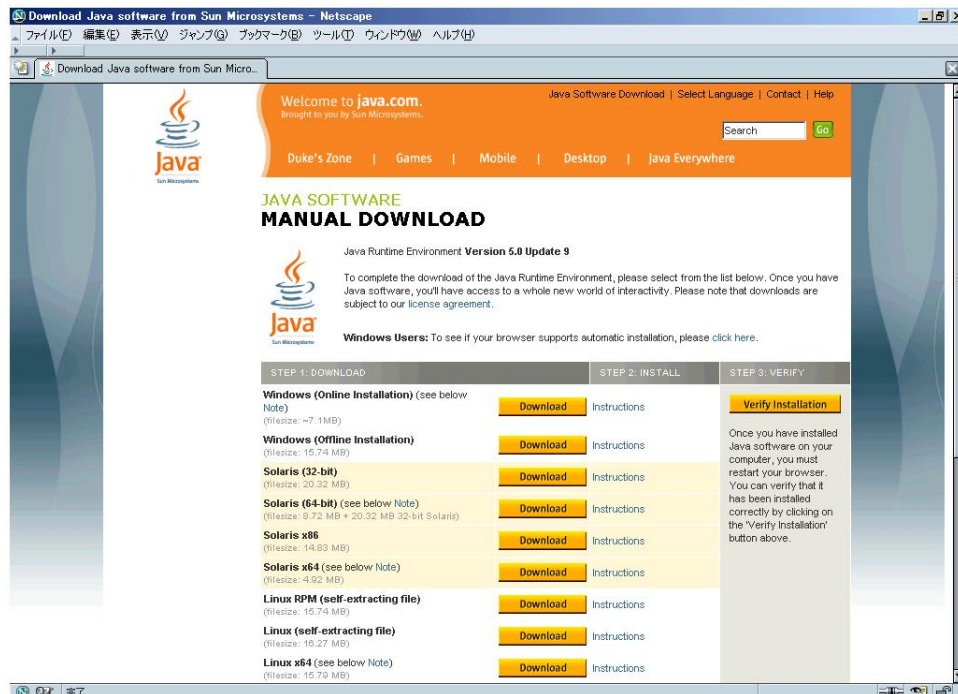 Download Java software from Sun Microsystems - Netscape
ファイル(F) 編集(E) 表示(V) ジャンプ(G) ブックマーク(B) ツール(T) ウィンドウ(W) ヘルプ(H)
Download Java software from Sun Micro...
Java
Sun Microsystems
Welcome to java.com.
Brought to you by Sun Microsystems.
Java Software Download | Select Language | Contact | Help
Search Go
Duke's Zone | Games | Mobile | Desktop | Java Everywhere
JAVA SOFTWARE
MANUAL DOWNLOAD
Java
Sun Microsystems
Java Runtime Environment Version 5.0 Update 9
To complete the download of the Java Runtime Environment, please select from the list below. Once you have
Java software, you'll have access to a whole new world of interactivity. Please note that downloads are
subject to our license agreement.
Windows Users: To see if your browser supports automatic installation, please click here.
STEP 1: DOWNLOAD STEP 2: INSTALL STEP 3: VERIFY
Windows (Online Installation) (see below
Note)
(filesize: ~7.1MB)
Download Instructions
Windows (Offline Installation)
(filesize: 15.74 MB)
Download Instructions
Solaris (32-bit)
(filesize: 20.32 MB)
Download Instructions
Solaris (64-bit) (see below Note)
(filesize: 8.72 MB + 20.32 MB 32-bit Solaris)
Download Instructions
Solaris x86
(filesize: 14.83 MB)
Download Instructions
Solaris x64 (see below Note)
(filesize: 4.92 MB)
Download Instructions
Linux RPM (self-extracting file)
(filesize: 15.74 MB)
Download Instructions
Linux (self-extracting file)
(filesize: 16.27 MB)
Download Instructions
Linux x64 (see below Note)
(filesize: 15.79 MB)
Download Instructions
Verify Installation
Once you have installed
Java software on your
computer, you must
restart your browser.
You can verify that it
has been installed
correctly by clicking on
the 'Verify Installation'
button above.
完了